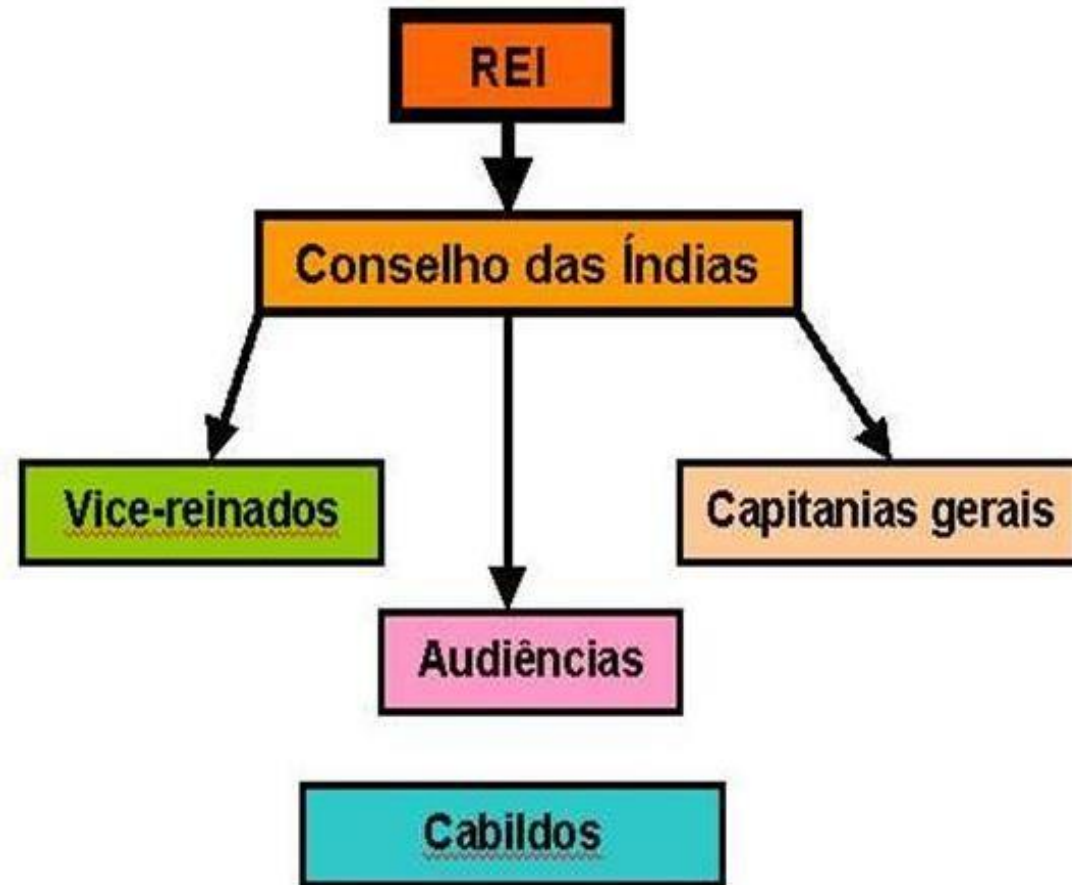 REI
Conselho das Índias
Vice-reinados
Capitanias gerais
Audiências
Cabildos